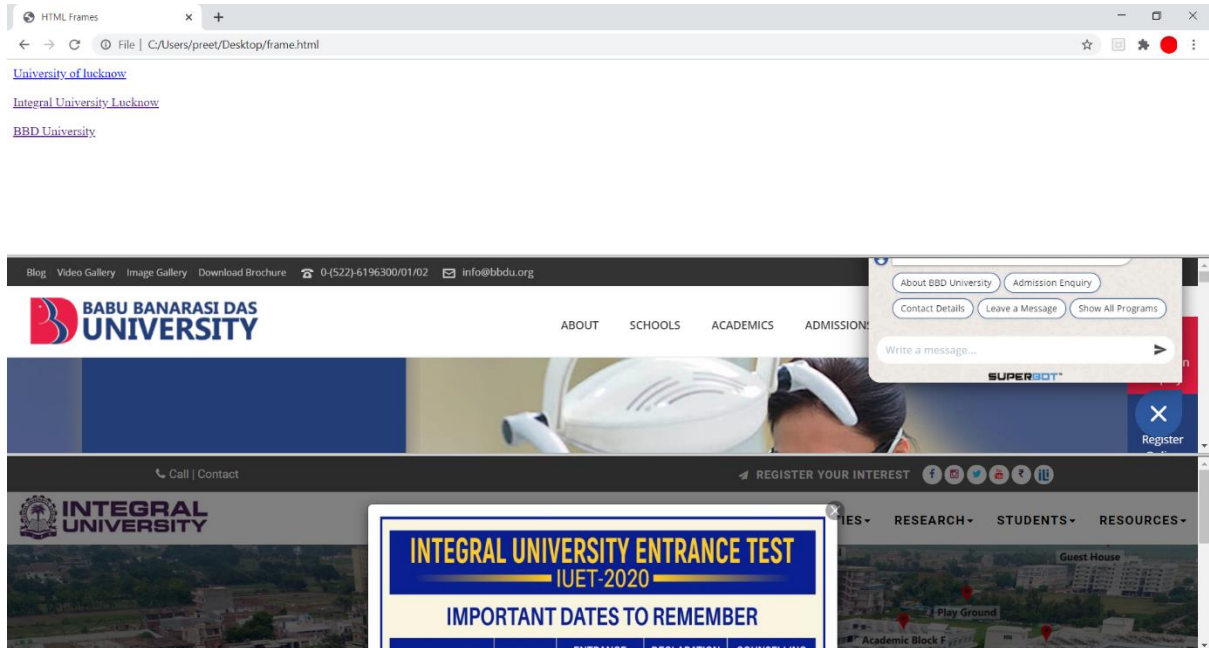 HTML Frames
File | C:/Users/preet/Desktop/frame.html
University of lucknow
Integral University Lucknow
BBD University
Blog Video Gallery Image Gallery Download Brochure 0-(522)-6196300/01/02 info@bbdu.org
About BBD University Admission Enquiry
Contact Details Leave a Message Show All Programs
BABU BANARASI DAS
UNIVERSITY
ABOUT SCHOOLS ACADEMICS ADMISSIONS
Write a message...
SUPERBOT
Register
Call | Contact
REGISTER YOUR INTEREST
INTEGRAL
UNIVERSITY
RESEARCH STUDENTS RESOURCES
INTEGRAL UNIVERSITY ENTRANCE TEST
IUET-2020
IMPORTANT DATES TO REMEMBER
ENTRANCE DECLARATION COUNSELLING
Guest House
Play Ground
Academic Block F